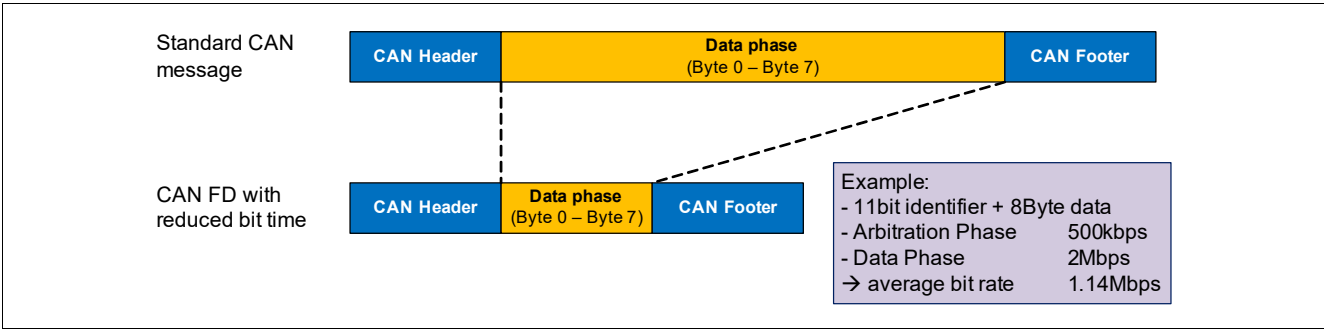 Standard CAN
message
CAN Header
Data phase
(Byte 0 – Byte 7)
CAN Footer
CAN FD with
reduced bit time
CAN Header
Data phase
(Byte 0 – Byte 7)
CAN Footer
Example:
- 11bit identifier + 8Byte data
- Arbitration Phase 500kbps
- Data Phase 2Mbps
→ average bit rate 1.14Mbps